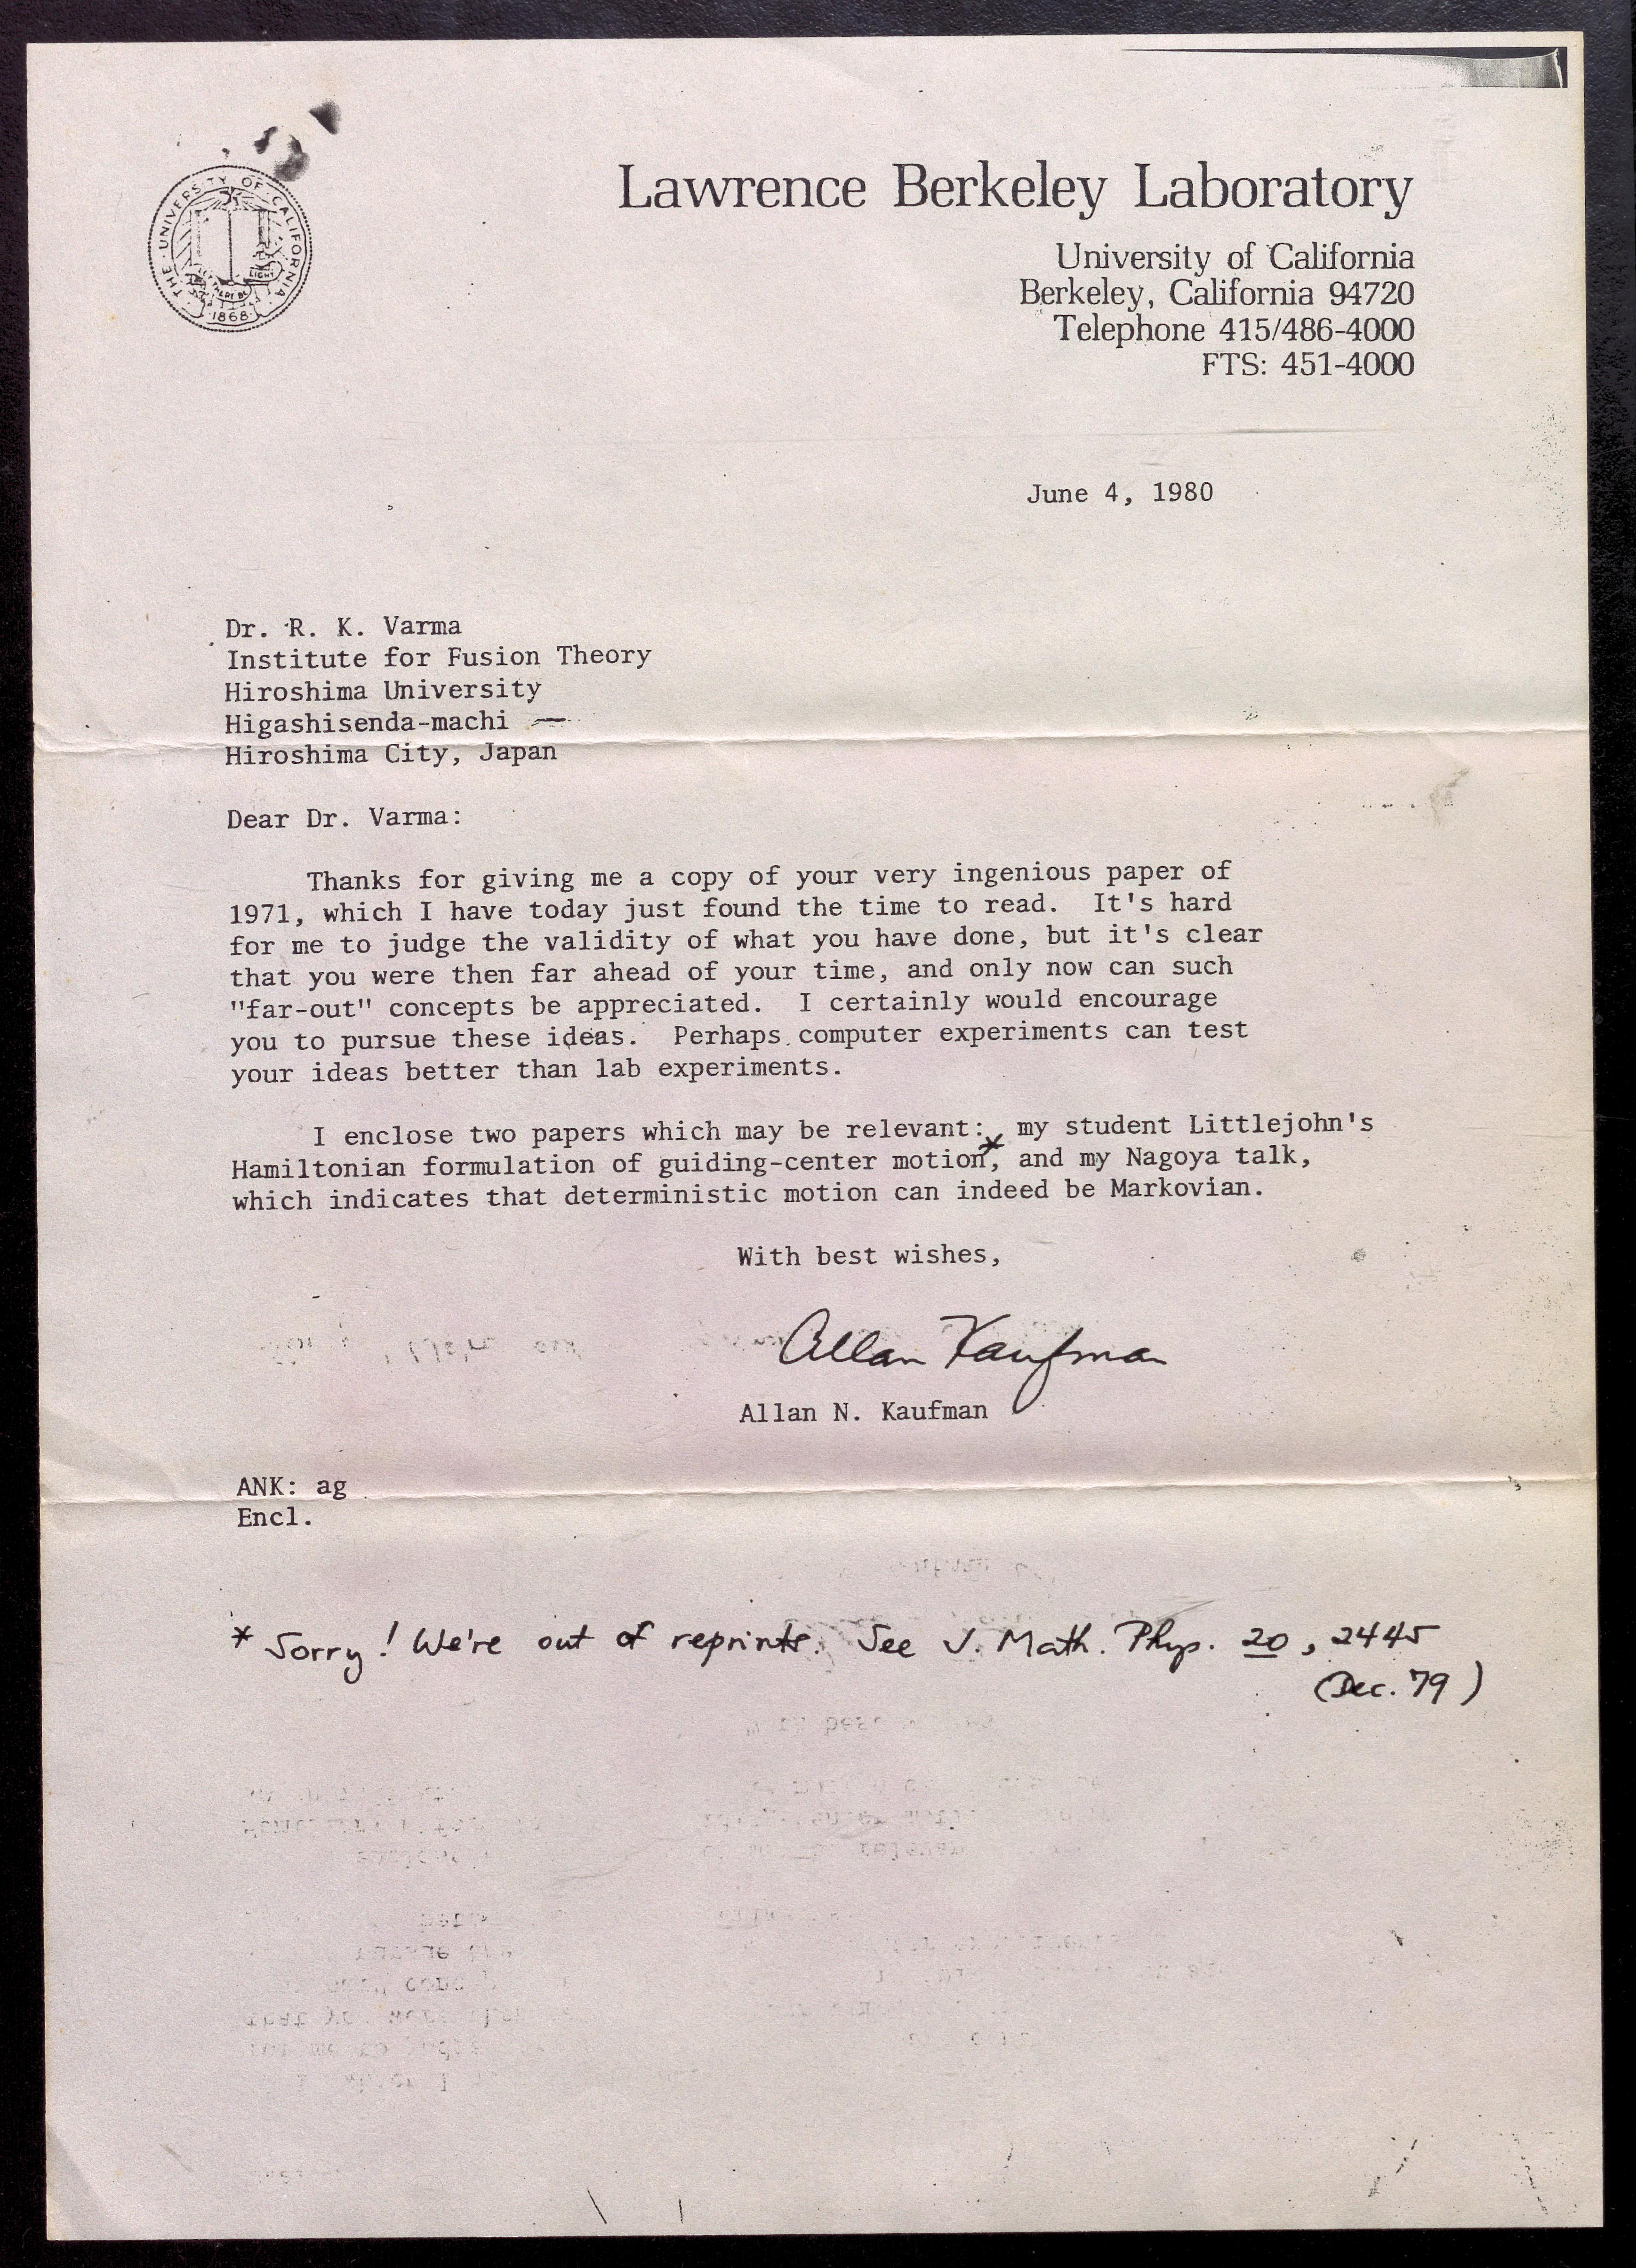 THE · UNIVERSITY · OF · CALIFORNIA
LIGHT
· 1868 ·
Lawrence Berkeley Laboratory
University of California
Berkeley, California 94720
Telephone 415/486-4000
FTS: 451-4000
June 4, 1980
Dr. R. K. Varma
Institute for Fusion Theory
Hiroshima University
Higashisenda-machi
Hiroshima City, Japan
Dear Dr. Varma:
Thanks for giving me a copy of your very ingenious paper of
1971, which I have today just found the time to read. It's hard
for me to judge the validity of what you have done, but it's clear
that you were then far ahead of your time, and only now can such
"far-out" concepts be appreciated. I certainly would encourage
you to pursue these ideas. Perhaps computer experiments can test
your ideas better than lab experiments.
I enclose two papers which may be relevant: my student Littlejohn's
Hamiltonian formulation of guiding-center motion*, and my Nagoya talk,
which indicates that deterministic motion can indeed be Markovian.
With best wishes,
Allan Kaufman
Allan N. Kaufman
ANK: ag
Encl.
* Sorry! We're out of reprints. See J. Math. Phys. 20, 2445
(Dec. '79)